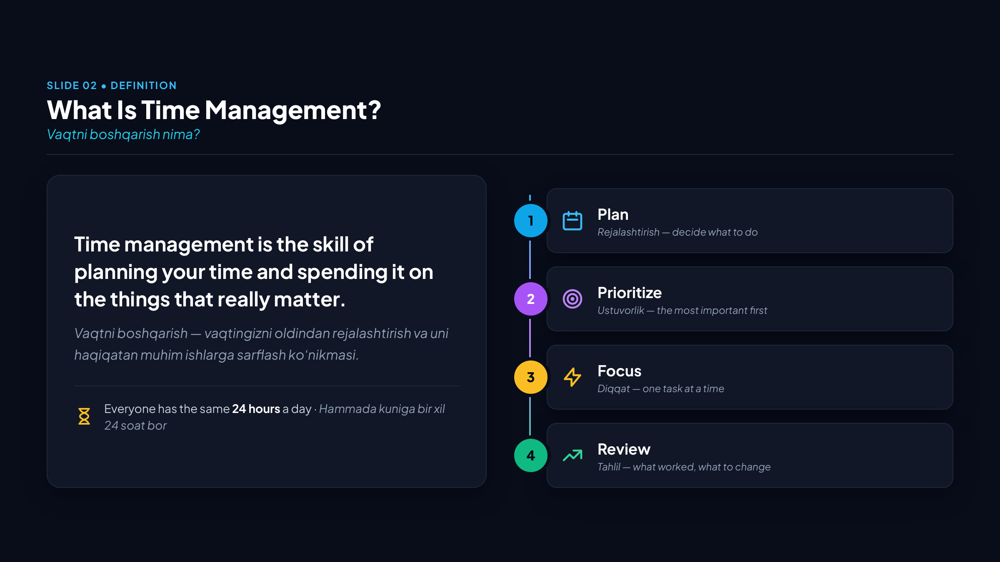 SLIDE 02 • DEFINITION
What Is Time Management?
Vaqtni boshqarish nima?
Time management is the skill of
planning your time and spending it on
the things that really matter.
Vaqtni boshqarish — vaqtingizni oldindan rejalashtirish va uni
haqiqatan muhim ishlarga sarflash ko‘nikmasi.
Everyone has the same 24 hours a day · Hammada kuniga bir xil
24 soat bor
1
Plan
Rejalashtirish — decide what to do
2
Prioritize
Ustuvorlik — the most important first
3
Focus
Diqqat — one task at a time
4
Review
Tahlil — what worked, what to change